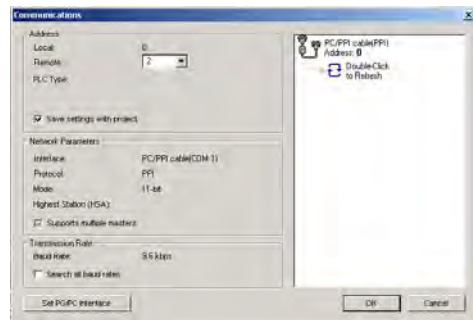 Communications
Address
Local: 0
Remote: 2
PLC Type:
Save settings with project
Network Parameters
Interface: PC/PPI cable(COM 1)
Protocol: PPI
Mode: 11-bit
Highest Station (HSA):
Supports multiple masters
Transmission Rate
Baud Rate: 9.6 kbps
Search all baud rates
Set PG/PC Interface
PC/PPI cable(PPI)
Address: 0
Double-Click
to Refresh
OK
Cancel